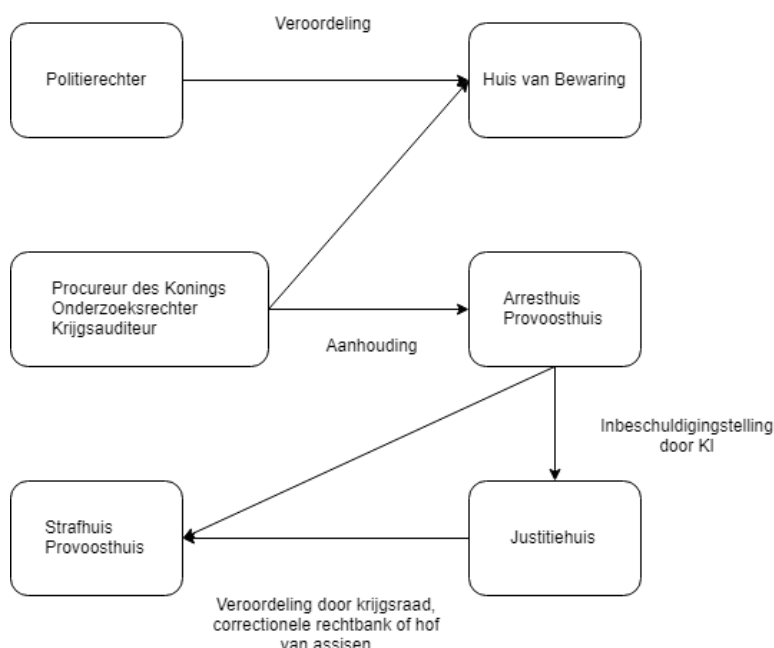 Veroordeling
Politierechter
Huis van Bewaring
Procureur des Konings
Onderzoeksrechter
Krijgsauditeur
Arresthuis
Provoosthuis
Aanhouding
Inbeschuldigingstelling
door KI
Strafhuis
Provoosthuis
Justitiehuis
Veroordeling door krijgsraad,
correctionele rechtbank of hof
van assisen